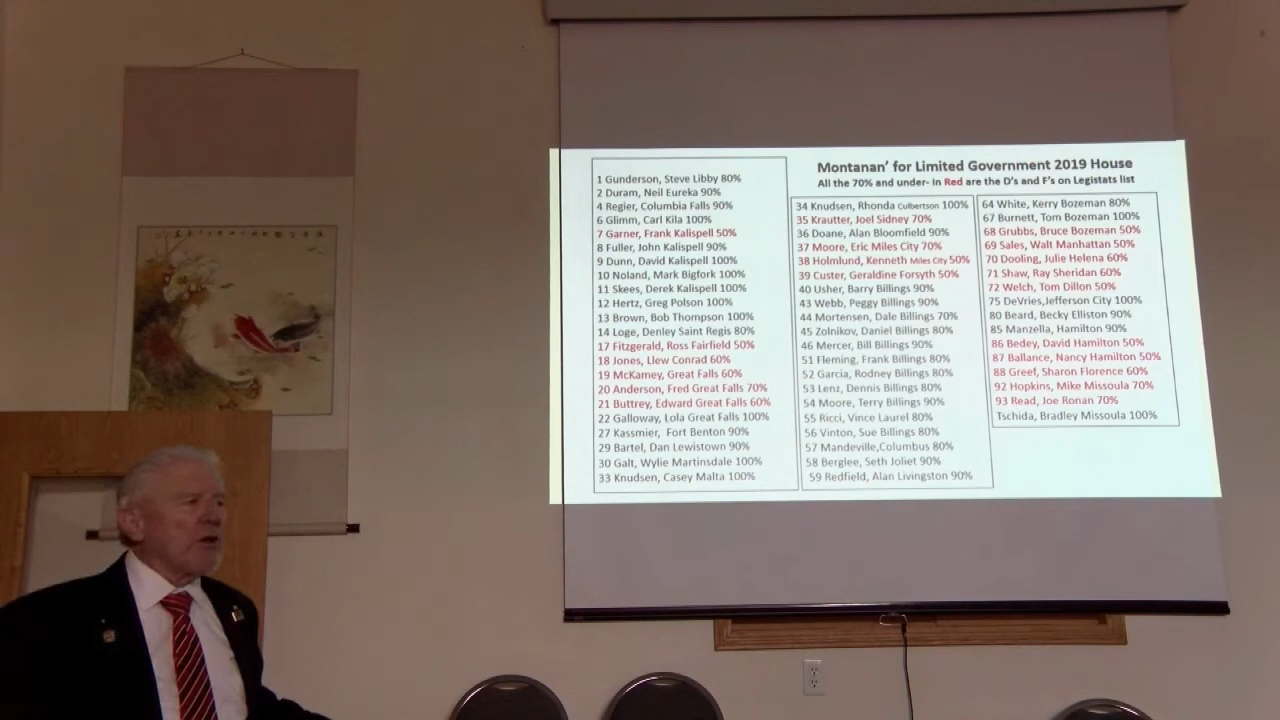 Montanan' for Limited Government 2019 House
All the 70% and under- in Red are the D's and F's on Legistats list
1 Gunderson, Steve Libby 80%
2 Duram, Neil Eureka 90%
4 Regier, Columbia Falls 90%
6 Glimm, Carl Kila 100%
7 Garner, Frank Kalispell 50%
8 Fuller, John Kalispell 90%
9 Dunn, David Kalispell 100%
10 Noland, Mark Bigfork 100%
11 Skees, Derek Kalispell 100%
12 Hertz, Greg Polson 100%
13 Brown, Bob Thompson 100%
14 Loge, Denley Saint Regis 80%
17 Fitzgerald, Ross Fairfield 50%
18 Jones, Llew Conrad 60%
19 McKamey, Great Falls 60%
20 Anderson, Fred Great Falls 70%
21 Buttrey, Edward Great Falls 60%
22 Galloway, Lola Great Falls 100%
27 Kassmier, Fort Benton 90%
29 Bartel, Dan Lewistown 90%
30 Galt, Wylie Martinsdale 100%
33 Knudsen, Casey Malta 100%
34 Knudsen, Rhonda Culbertson 100%
35 Krautter, Joel Sidney 70%
36 Doane, Alan Bloomfield 90%
37 Moore, Eric Miles City 70%
38 Holmlund, Kenneth Miles City 50%
39 Custer, Geraldine Forsyth 50%
40 Usher, Barry Billings 90%
43 Webb, Peggy Billings 90%
44 Mortensen, Dale Billings 70%
45 Zolnikov, Daniel Billings 80%
46 Mercer, Bill Billings 90%
51 Fleming, Frank Billings 80%
52 Garcia, Rodney Billings 80%
53 Lenz, Dennis Billings 80%
54 Moore, Terry Billings 90%
55 Ricci, Vince Laurel 80%
56 Vinton, Sue Billings 80%
57 Mandeville,Columbus 80%
58 Berglee, Seth Joliet 90%
59 Redfield, Alan Livingston 90%
64 White, Kerry Bozeman 80%
67 Burnett, Tom Bozeman 100%
68 Grubbs, Bruce Bozeman 50%
69 Sales, Walt Manhattan 50%
70 Dooling, Julie Helena 60%
71 Shaw, Ray Sheridan 60%
72 Welch, Tom Dillon 50%
75 DeVries,Jefferson City 100%
80 Beard, Becky Elliston 90%
85 Manzella, Hamilton 90%
86 Bedey, David Hamilton 50%
87 Ballance, Nancy Hamilton 50%
88 Greef, Sharon Florence 60%
92 Hopkins, Mike Missoula 70%
93 Read, Joe Ronan 70%
Tschida, Bradley Missoula 100%